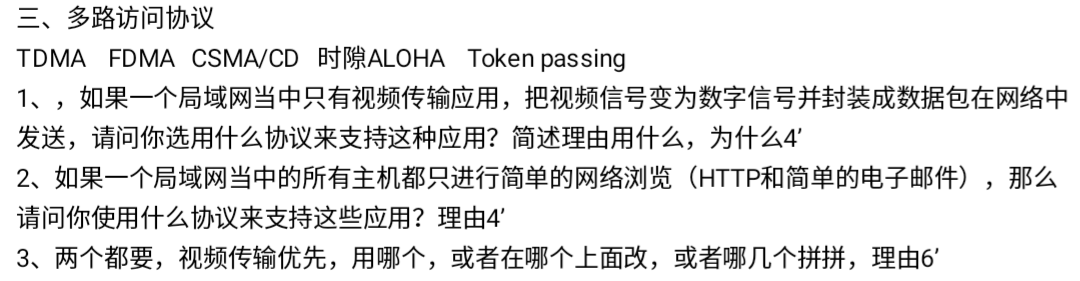 三、多路访问协议
TDMA FDMA CSMA/CD 时隙ALOHA Token passing
1、，如果一个局域网当中只有视频传输应用，把视频信号变为数字信号并封装成数据包在网络中
发送，请问你选用什么协议来支持这种应用？简述理由用什么，为什么4’
2、如果一个局域网当中的所有主机都只进行简单的网络浏览（HTTP和简单的电子邮件），那么
请问你使用什么协议来支持这些应用？理由4’
3、两个都要，视频传输优先，用哪个，或者在哪个上面改，或者哪几个拼拼，理由6’